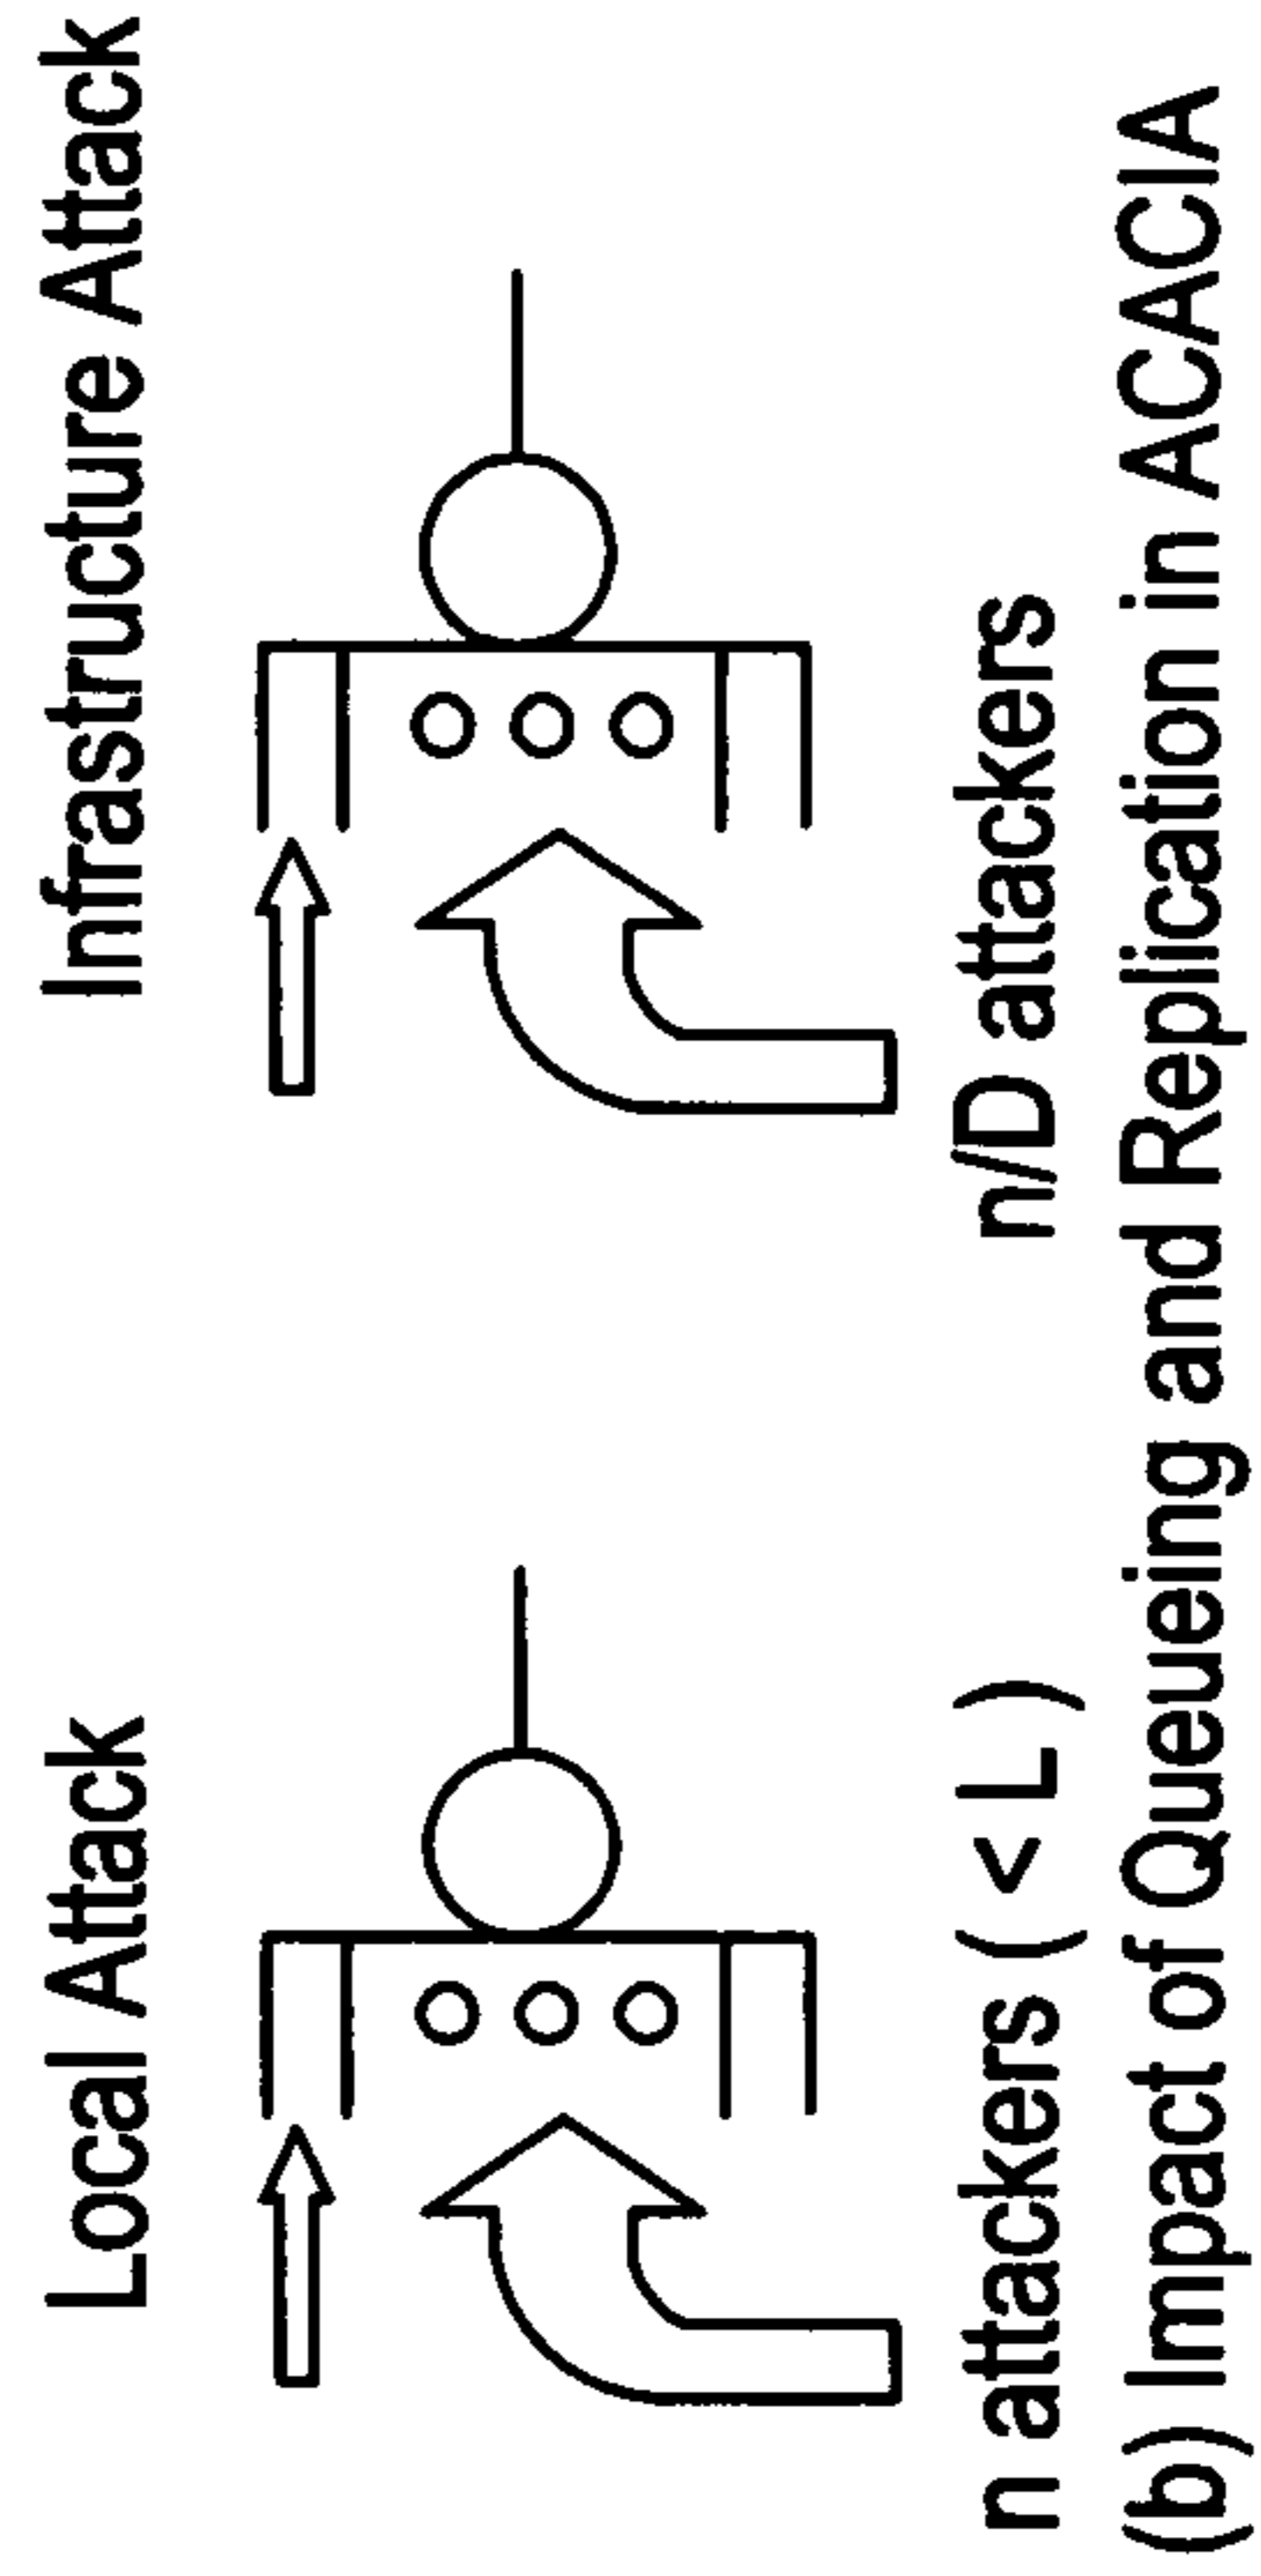 Local Attack
Infrastructure Attack
n attackers ( < L )
n/D attackers
(b) Impact of Queueing and Replication in ACACIA